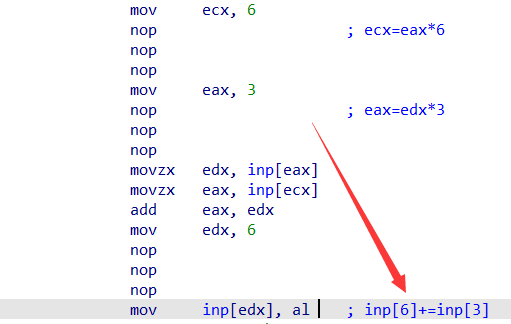 mov ecx, 6
nop ; ecx=eax*6
nop
nop
mov eax, 3
nop ; eax=edx*3
nop
nop
movzx edx, inp[eax]
movzx eax, inp[ecx]
add eax, edx
mov edx, 6
nop
nop
nop
mov inp[edx], al ; inp[6]+=inp[3]